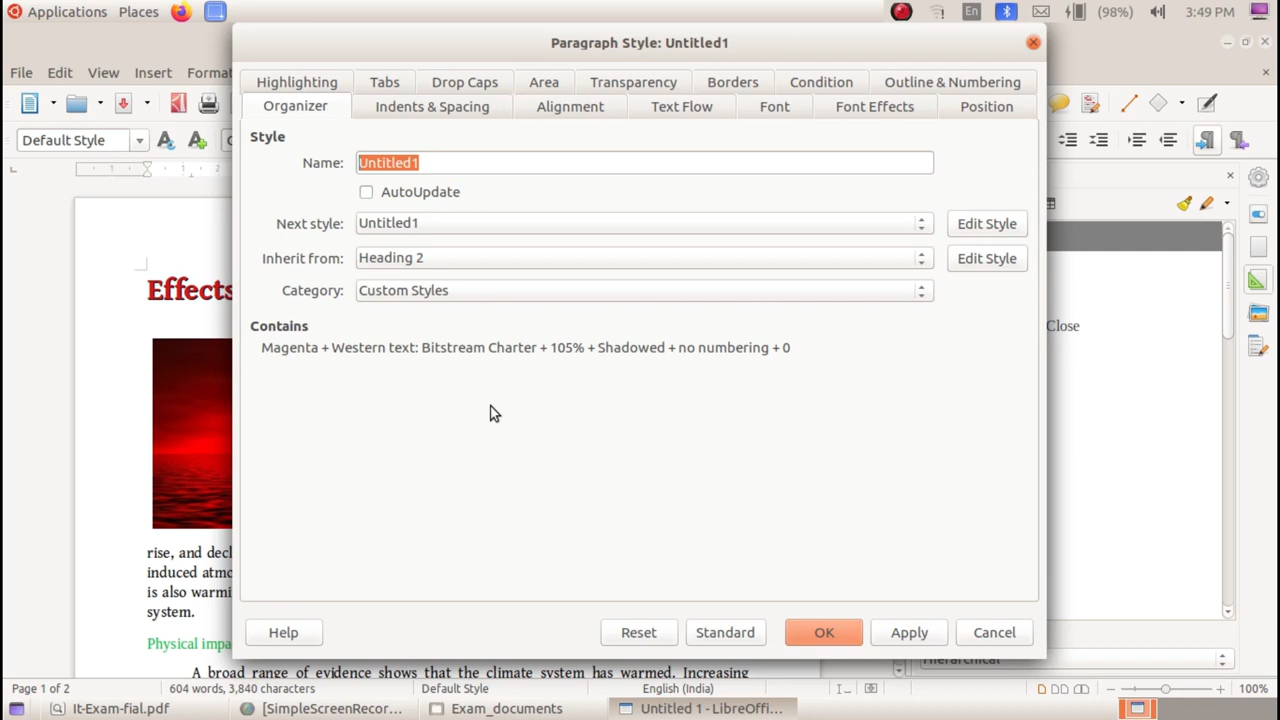 Applications Places En (98%) 3:49 PM
Paragraph Style: Untitled1
File Edit View Insert Forma
Highlighting Tabs Drop Caps Area Transparency Borders Condition Outline & Numbering
Organizer Indents & Spacing Alignment Text Flow Font Font Effects Position
Default Style
Style
Name: Untitled1
AutoUpdate
Next style: Untitled1 Edit Style
Inherit from: Heading 2 Edit Style
Category: Custom Styles
Contains
Magenta + Western text: Bitstream Charter + 105% + Shadowed + no numbering + 0
1 1
Effects
Close
rise, and decl
induced atmo
is also warmi
system.
Physical impa
Help Reset Standard OK Apply Cancel
Hierarchical
A broad range of evidence shows that the climate system has warmed. Increasing
Page 1 of 2 604 words, 3,840 characters Default Style English (India) 100%
It-Exam-fial.pdf [SimpleScreenRecor... Exam_documents Untitled 1 - LibreOffi...